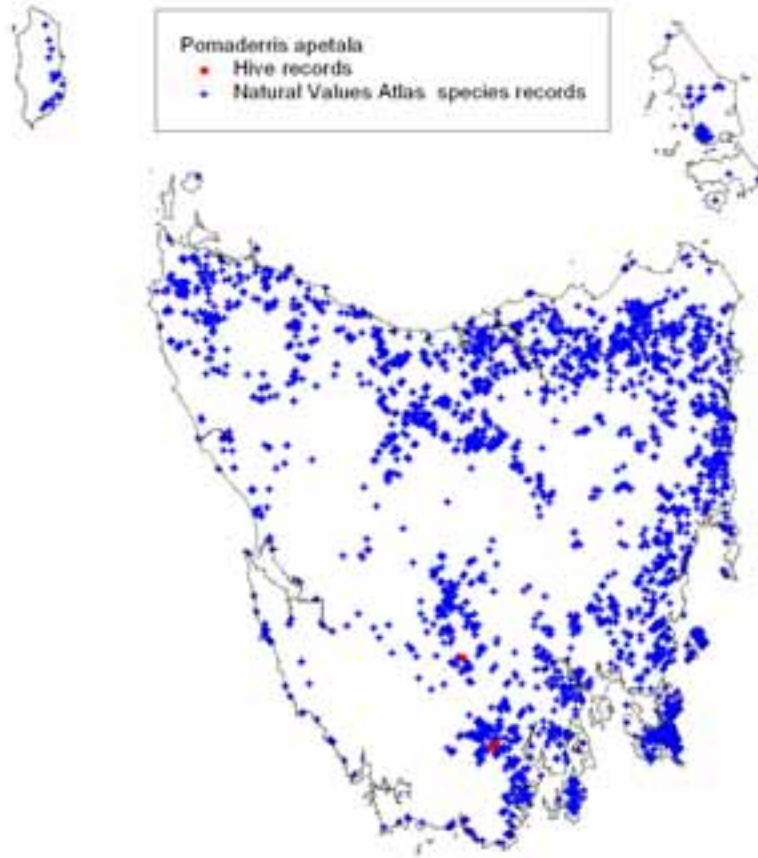 Pomaderris apetala
Hive records
Natural Values Atlas species records